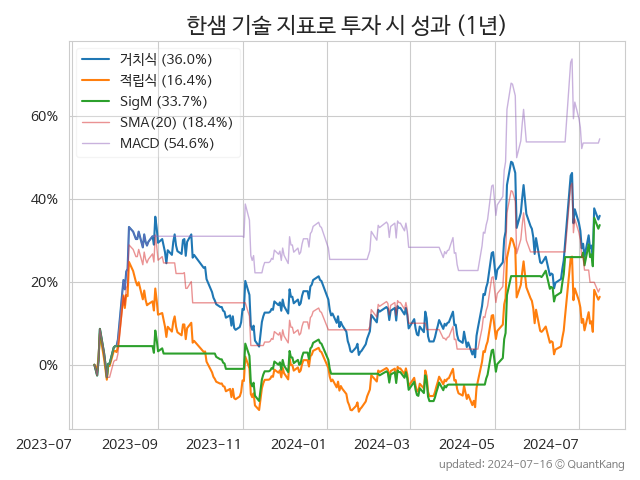 한샘 기술 지표로 투자 시 성과 (1년)
거치식 (36.0%)
적립식 (16.4%)
SigM (33.7%)
SMA(20) (18.4%)
MACD (54.6%)
60%
40%
20%
0%
2023-07 2023-09 2023-11 2024-01 2024-03 2024-05 2024-07
updated: 2024-07-16 © QuantKang